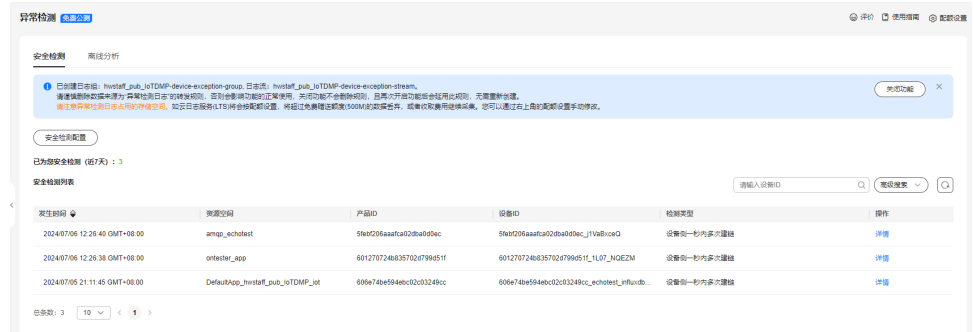 异常检测 免费公测 评价 使用指南 配额设置
安全检测 离线分析
已创建日志组：hwstaff_pub_IoTDMP-device-exception-group, 日志流：hwstaff_pub_IoTDMP-device-exception-stream。
请谨慎删除数据来源为“异常检测日志”的转发规则，否则会影响功能的正常使用，关闭功能不会删除规则，且再次开启功能后会延用此规则，无需重新创建。
请注意异常检测日志占用的存储空间。如云日志服务(LTS)将会按配额设置，将超过免费赠送额度(500M)的数据丢弃，或者收取费用继续采集。您可以通过右上角的配额设置手动修改。
关闭功能
安全检测配置
已为您安全检测（近7天）：3
安全检测列表 请输入设备ID 高级搜索
发生时间 资源空间 产品ID 设备ID 检测类型 操作
2024/07/06 12:26:40 GMT+08:00 amqp_echotest 5febf206aaafca02dba0d0ec 5febf206aaafca02dba0d0ec_j1VaBxceQ 设备侧一秒内多次建链 详情
2024/07/06 12:26:38 GMT+08:00 ontester_app 601270724b835702d799d51f 601270724b835702d799d51f_1L07_NQEZM 设备侧一秒内多次建链 详情
2024/07/05 21:11:45 GMT+08:00 DefaultApp_hwstaff_pub_IoTDMP_iot 606e74be594ebc02c03249cc 606e74be594ebc02c03249cc_echotest_influxdb... 设备侧一秒内多次建链 详情
总条数：3 10 1